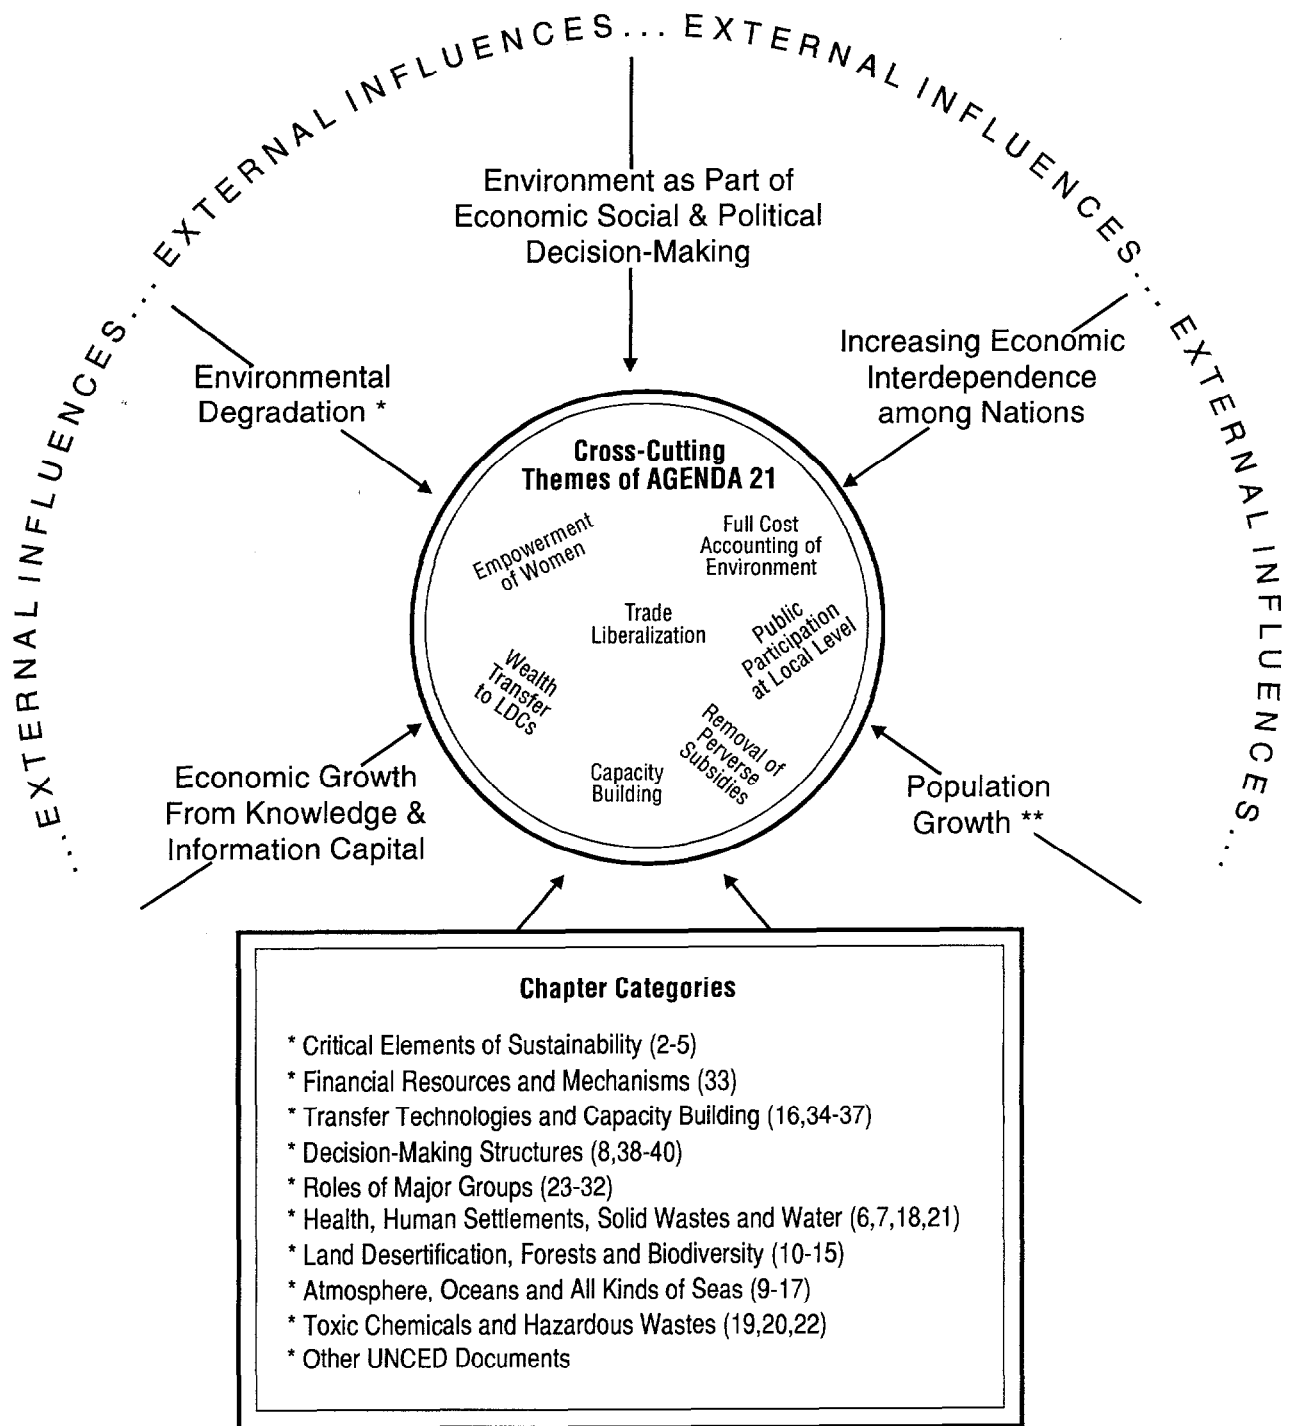 ...EXTERNAL INFLUENCES... EXTERNAL INFLUENCES... EXTERNAL INFLUENCES... EXTERNAL INFLUENCES...
Environment as Part of
Economic Social & Political
Decision-Making
Environmental
Degradation *
Increasing Economic
Interdependence
among Nations
Cross-Cutting
Themes of AGENDA 21
Empowerment
of Women
Full Cost
Accounting of
Environment
Trade
Liberalization
Public
Participation
at Local Level
Wealth
Transfer
to LDCs
Removal of
Perverse
Subsidies
Capacity
Building
Economic Growth
From Knowledge &
Information Capital
Population
Growth **
Chapter Categories
* Critical Elements of Sustainability (2-5)
* Financial Resources and Mechanisms (33)
* Transfer Technologies and Capacity Building (16,34-37)
* Decision-Making Structures (8,38-40)
* Roles of Major Groups (23-32)
* Health, Human Settlements, Solid Wastes and Water (6,7,18,21)
* Land Desertification, Forests and Biodiversity (10-15)
* Atmosphere, Oceans and All Kinds of Seas (9-17)
* Toxic Chemicals and Hazardous Wastes (19,20,22)
* Other UNCED Documents